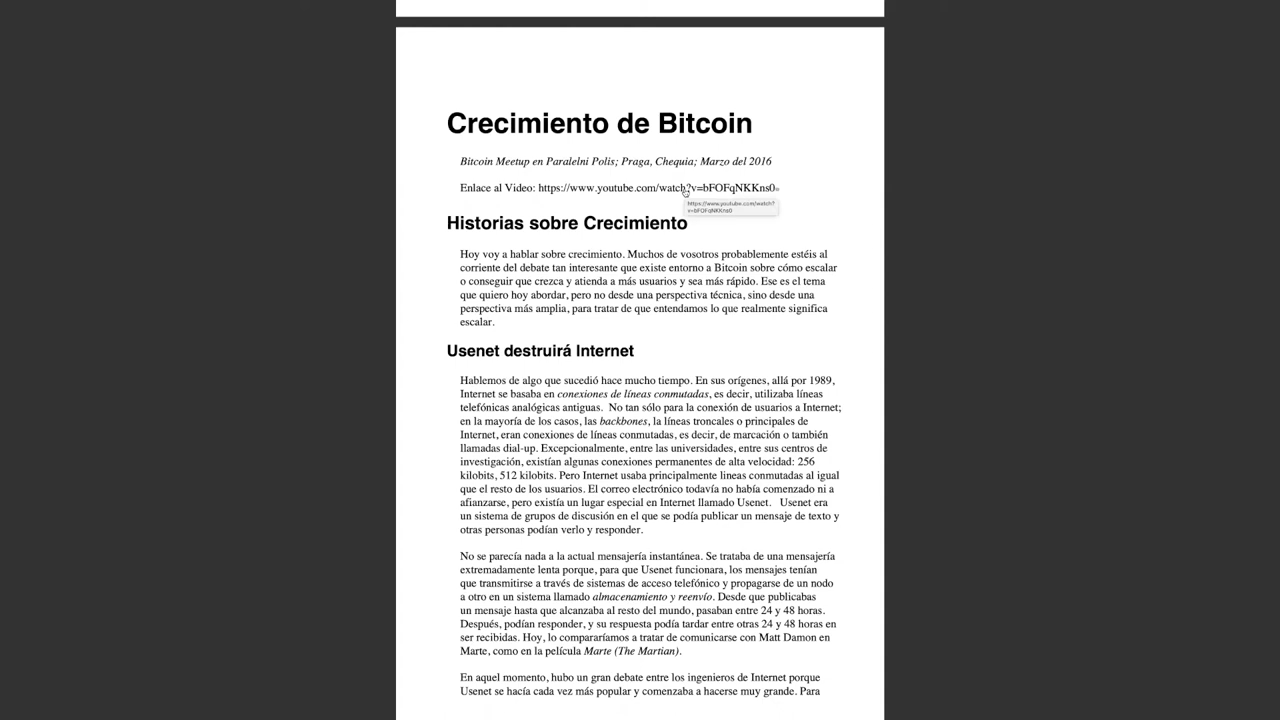 Crecimiento de Bitcoin
Bitcoin Meetup en Paralelni Polis; Praga, Chequia; Marzo del 2016
Enlace al Video: https://www.youtube.com/watch?v=bFOFqNKKns0
https://www.youtube.com/watch?
v=bFOFqNKKns0
Historias sobre Crecimiento
Hoy voy a hablar sobre crecimiento. Muchos de vosotros probablemente estéis al
corriente del debate tan interesante que existe entorno a Bitcoin sobre cómo escalar
o conseguir que crezca y atienda a más usuarios y sea más rápido. Ese es el tema
que quiero hoy abordar, pero no desde una perspectiva técnica, sino desde una
perspectiva más amplia, para tratar de que entendamos lo que realmente significa
escalar.
Usenet destruirá Internet
Hablemos de algo que sucedió hace mucho tiempo. En sus orígenes, allá por 1989,
Internet se basaba en conexiones de líneas conmutadas, es decir, utilizaba líneas
telefónicas analógicas antiguas. No tan sólo para la conexión de usuarios a Internet;
en la mayoría de los casos, las backbones, la líneas troncales o principales de
Internet, eran conexiones de líneas conmutadas, es decir, de marcación o también
llamadas dial-up. Excepcionalmente, entre las universidades, entre sus centros de
investigación, existían algunas conexiones permanentes de alta velocidad: 256
kilobits, 512 kilobits. Pero Internet usaba principalmente lineas conmutadas al igual
que el resto de los usuarios. El correo electrónico todavía no había comenzado ni a
afianzarse, pero existía un lugar especial en Internet llamado Usenet. Usenet era
un sistema de grupos de discusión en el que se podía publicar un mensaje de texto y
otras personas podían verlo y responder.
No se parecía nada a la actual mensajería instantánea. Se trataba de una mensajería
extremadamente lenta porque, para que Usenet funcionara, los mensajes tenían
que transmitirse a través de sistemas de acceso telefónico y propagarse de un nodo
a otro en un sistema llamado almacenamiento y reenvío. Desde que publicabas
un mensaje hasta que alcanzaba al resto del mundo, pasaban entre 24 y 48 horas.
Después, podían responder, y su respuesta podía tardar entre otras 24 y 48 horas en
ser recibidas. Hoy, lo compararíamos a tratar de comunicarse con Matt Damon en
Marte, como en la película Marte (The Martian).
En aquel momento, hubo un gran debate entre los ingenieros de Internet porque
Usenet se hacía cada vez más popular y comenzaba a hacerse muy grande. Para